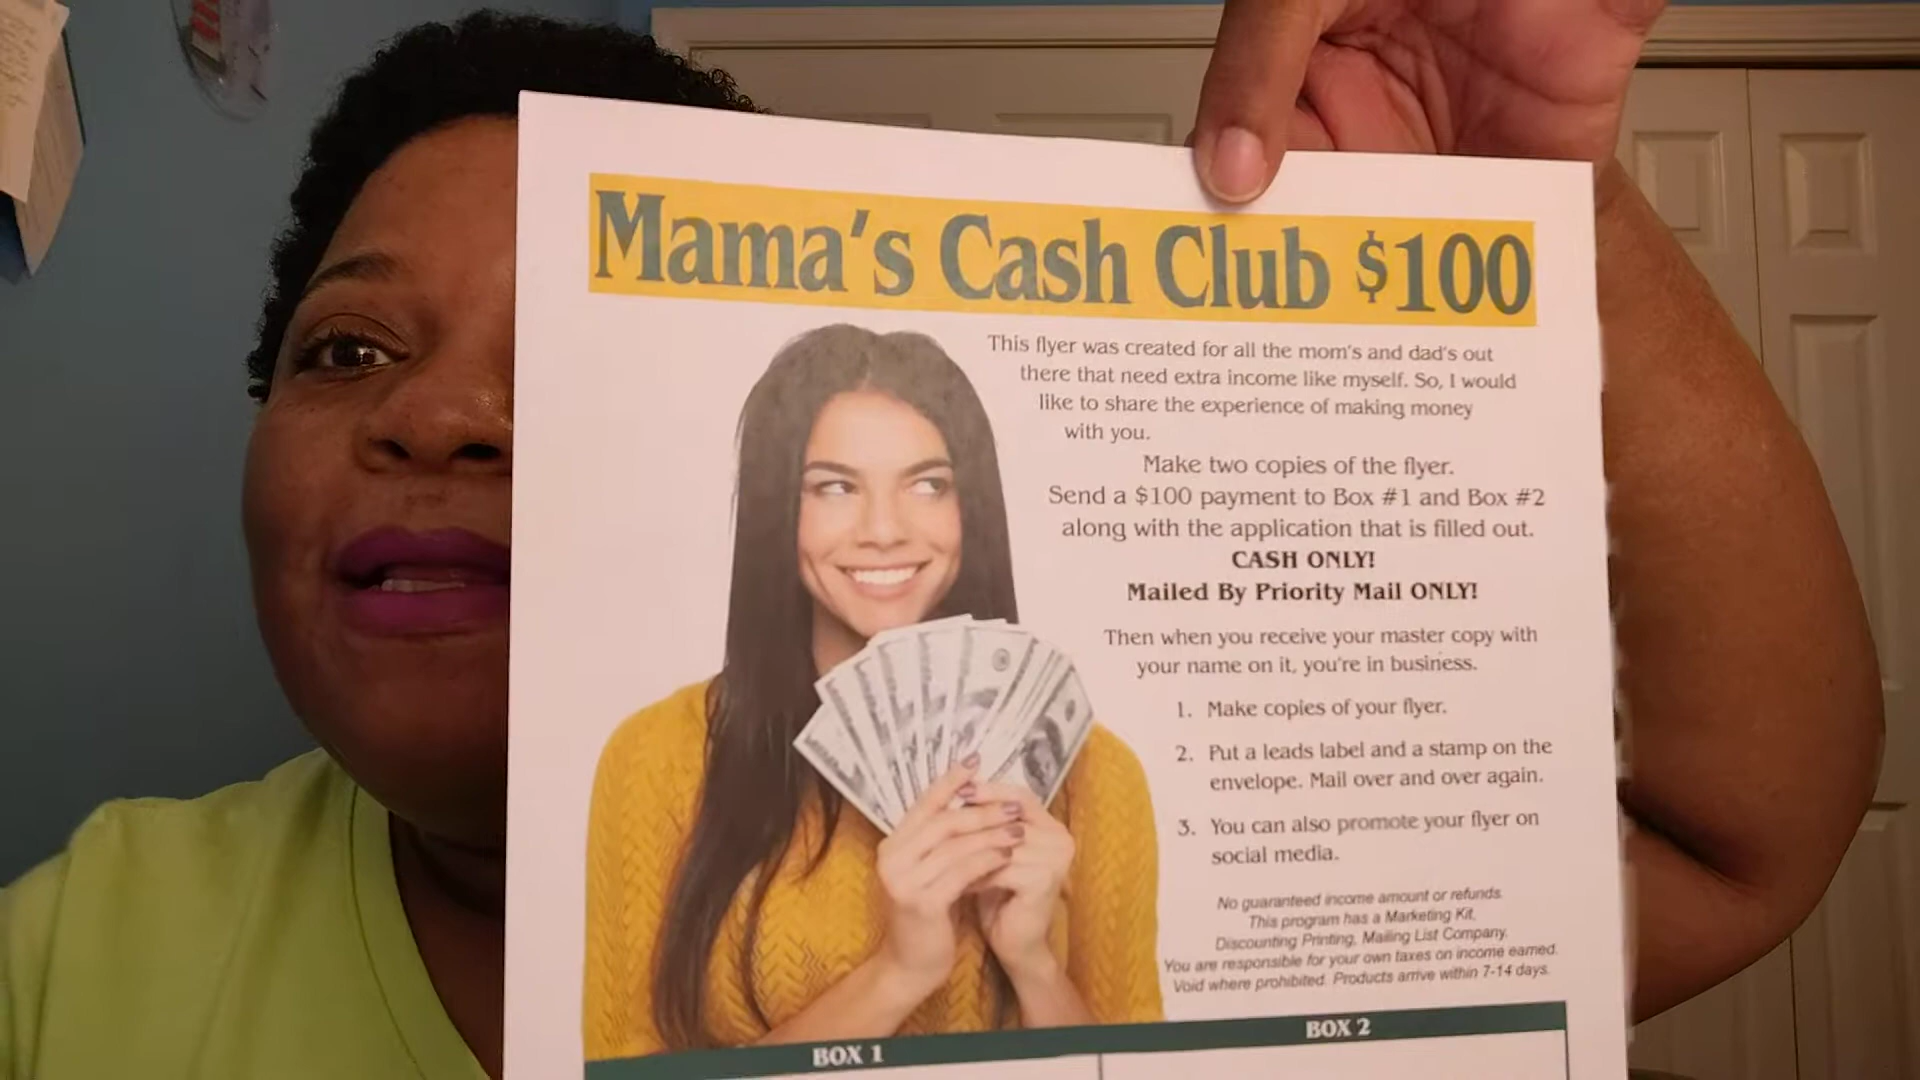 Mama's Cash Club $100
This flyer was created for all the mom's and dad's out
there that need extra income like myself. So, I would
like to share the experience of making money
with you.
Make two copies of the flyer.
Send a $100 payment to Box #1 and Box #2
along with the application that is filled out.
CASH ONLY!
Mailed By Priority Mail ONLY!
Then when you receive your master copy with
your name on it, you're in business.
1. Make copies of your flyer.
2. Put a leads label and a stamp on the
envelope. Mail over and over again.
3. You can also promote your flyer on
social media.
No guaranteed income amount or refunds.
This program has a Marketing Kit,
Discounting Printing, Mailing List Company.
You are responsible for your own taxes on income earned.
Void where prohibited. Products arrive within 7-14 days.
BOX 1
BOX 2